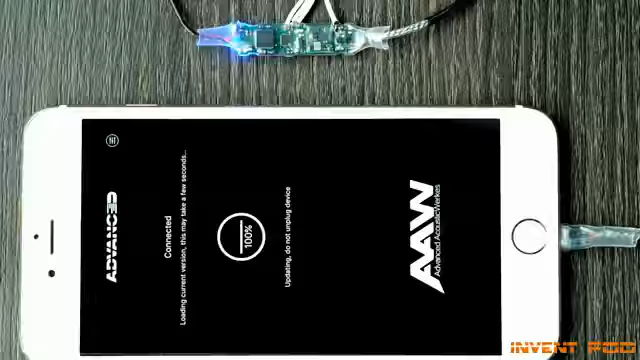 ADVANCED
Connected
Loading current version, this may take a few seconds...
100%
Updating, do not unplug device
AAW
Advanced AcousticWerkes
INVENT POD